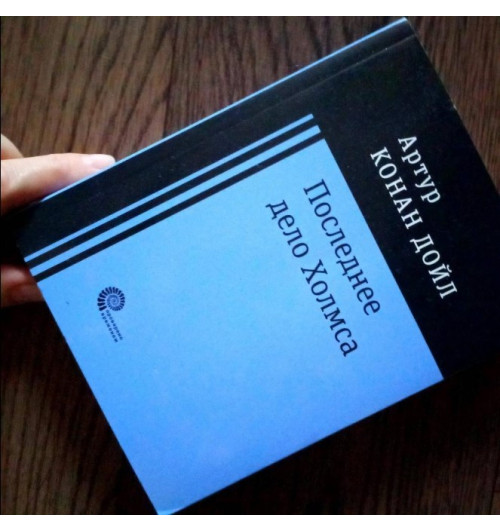 Артур
КОНАН ДОЙЛ
Последнее
дело Холмса